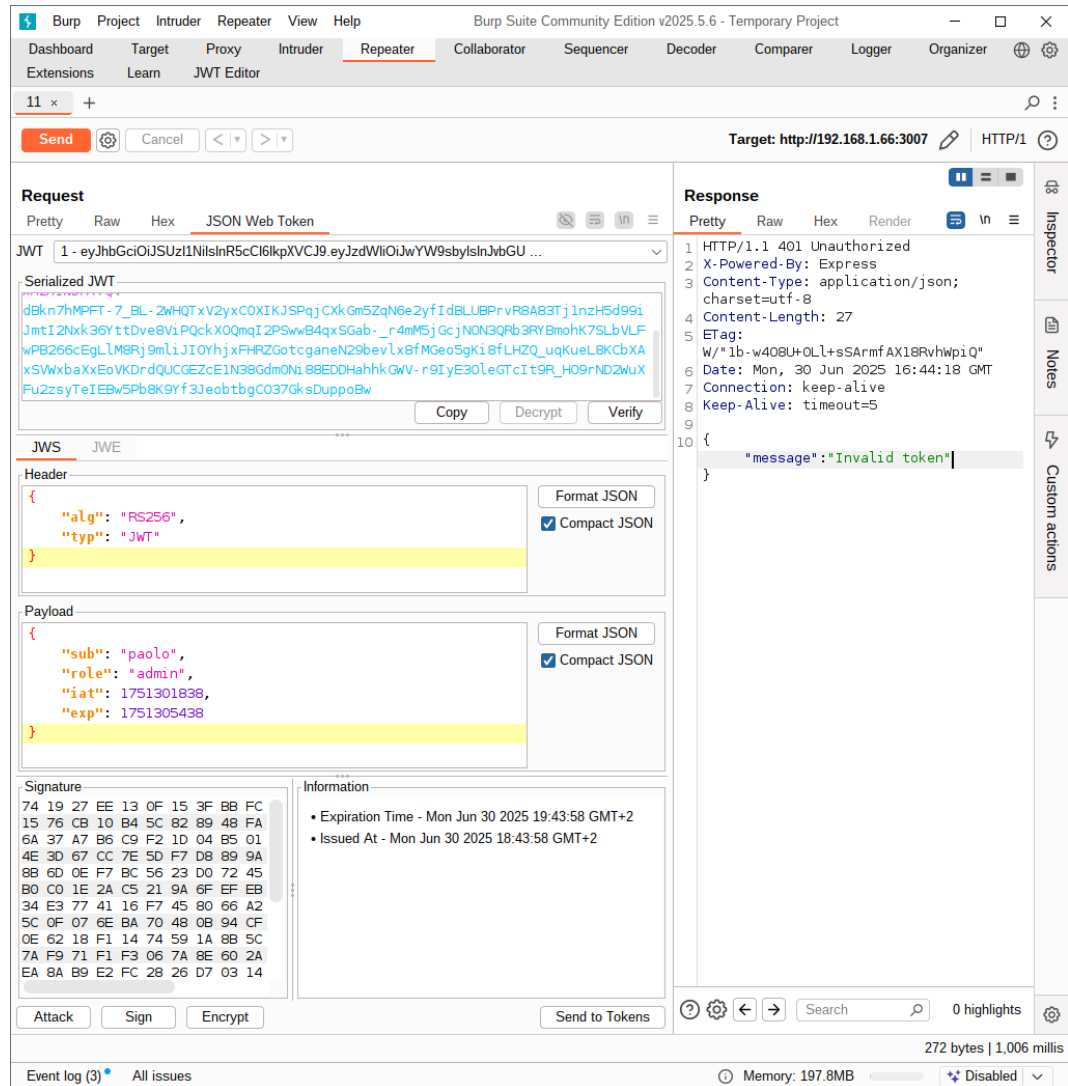 Burp Project Intruder Repeater View Help Burp Suite Community Edition v2025.5.6 - Temporary Project
Dashboard Target Proxy Intruder Repeater Collaborator Sequencer Decoder Comparer Logger Organizer
Extensions Learn JWT Editor
11 × +
Send Cancel < > Target: http://192.168.1.66:3007 HTTP/1
Request
Pretty Raw Hex JSON Web Token
JWT 1 - eyJhbGciOiJSUzI1NiIsInR5cCI6IkpXVCJ9.eyJzdWIiOiJwYW9sbyIsInJvbGU ...
Serialized JWT
dBkn7hMPFT-7_BL-2WHQTxV2yxC0XIKJSPqjCXkGm5ZqN6e2yfIdBLUBPrvR8A83Tj1nzH5d99i
JmtI2Nxk36YttDve8ViPQckXOQmqI2PSwwB4qxSGab-_r4mM5jGcjNON3QRb3RYBmohK7SLbVLF
wPB266cEgLlM8Rj9mliJIOYhjxFHRZGotcganeN29bevlx8fMGeo5gKi8fLHZQ_uqKueL8KCbXA
xSVWxbaXxEoVKDrdQUCGEZcE1N38GdmONi88EDDHahhkGWV-r9IyE3OleGTcIt9R_HO9rND2WuX
Fu2zsyTeIEBw5Pb8K9Yf3JeobtbgCO37GksDuppoBw
Copy Decrypt Verify
JWS JWE
Header
{
"alg": "RS256",
"typ": "JWT"
}
Format JSON
Compact JSON
Payload
{
"sub": "paolo",
"role": "admin",
"iat": 1751301838,
"exp": 1751305438
}
Format JSON
Compact JSON
Signature
74 19 27 EE 13 0F 15 3F BB FC
15 76 CB 10 B4 5C 82 89 48 FA
6A 37 A7 B6 C9 F2 1D 04 B5 01
4E 3D 67 CC 7E 5D F7 D8 89 9A
8B 6D 0E F7 BC 56 23 D0 72 45
B0 C0 1E 2A C5 21 9A 6F EF EB
34 E3 77 41 16 F7 45 80 66 A2
5C 0F 07 6E BA 70 48 0B 94 CF
0E 62 18 F1 14 74 59 1A 8B 5C
7A F9 71 F1 F3 06 7A 8E 60 2A
EA 8A B9 E2 FC 28 26 D7 03 14
Information
• Expiration Time - Mon Jun 30 2025 19:43:58 GMT+2
• Issued At - Mon Jun 30 2025 18:43:58 GMT+2
Attack Sign Encrypt Send to Tokens
Response
Pretty Raw Hex Render \n
1 HTTP/1.1 401 Unauthorized
2 X-Powered-By: Express
3 Content-Type: application/json;
charset=utf-8
4 Content-Length: 27
5 ETag:
W/"1b-w4O8U+0Ll+sSArmfAX18RvhWpiQ"
6 Date: Mon, 30 Jun 2025 16:44:18 GMT
7 Connection: keep-alive
8 Keep-Alive: timeout=5
9
10 {
"message":"Invalid token"
}
Search 0 highlights
Inspector
Notes
Custom actions
272 bytes | 1,006 millis
Event log (3) All issues Memory: 197.8MB Disabled